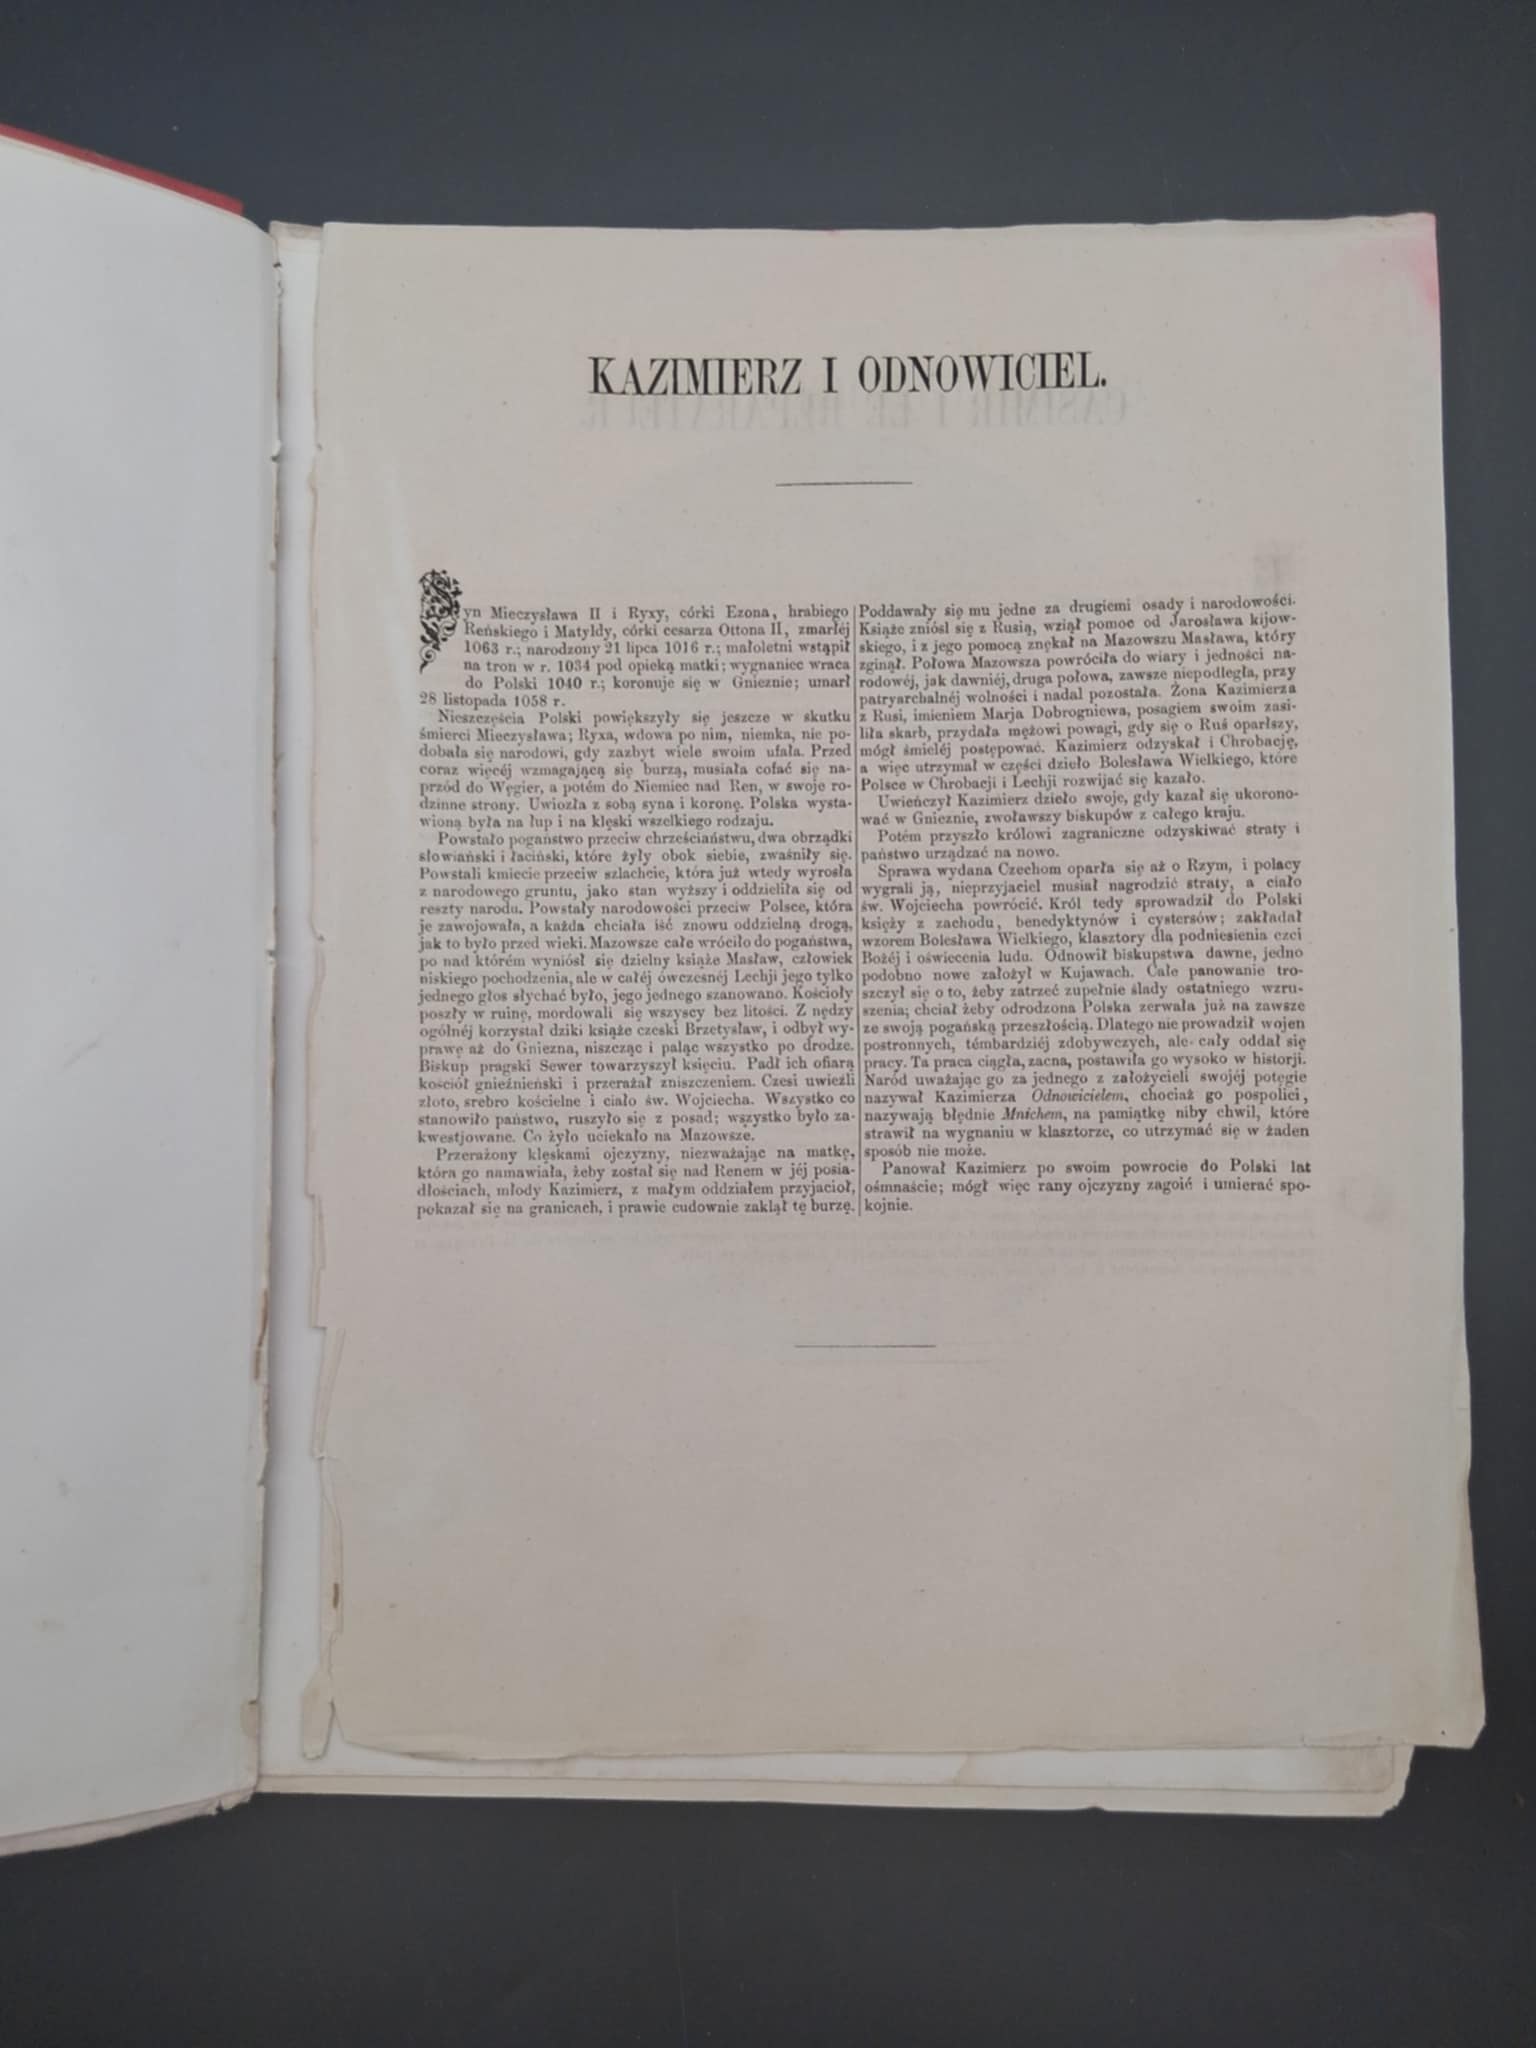 KAZIMIERZ I ODNOWICIEL.
Syn Mieczysława II i Ryxy, córki Ezona, hrabiego
Reńskiego i Matyldy, córki cesarza Ottona II, zmarłéj
1063 r.; narodzony 21 lipca 1016 r.; małoletni wstąpił
na tron w r. 1034 pod opieką matki; wygnaniec wraca
do Polski 1040 r.; koronuje się w Gnieznie; umarł
28 listopada 1058 r.
Nieszczęścia Polski powiększyły się jeszcze w skutku
śmierci Mieczysława; Ryxa, wdowa po nim, niemka, nie po-
dobała się narodowi, gdy zazbyt wiele swoim ufała. Przed
coraz więcéj wzmagającą się burzą, musiała cofać się na-
przód do Węgier, a potém do Niemiec nad Ren, w swoje ro-
dzinne strony. Uwiozła z sobą syna i koronę. Polska wysta-
wioną była na łup i na klęski wszelkiego rodzaju.
Powstało pogaństwo przeciw chrześciaństwu, dwa obrządki
słowiański i łaciński, które żyły obok siebie, zwaśniły się.
Powstali kmiecie przeciw szlachcie, która już wtedy wyrosła
z narodowego gruntu, jako stan wyższy i oddzieliła się od
reszty narodu. Powstały narodowości przeciw Polsce, która
je zawojowała, a każda chciała iść znowu oddzielną drogą,
jak to było przed wieki. Mazowsze całe wróciło do pogaństwa,
po nad którém wyniósł się dzielny książe Masław, człowiek
niskiego pochodzenia, ale w całéj ówczesnéj Lechji jego tylko
jednego głos słychać było, jego jednego szanowano. Kościoły
poszły w ruinę, mordowali się wszyscy bez litości. Z nędzy
ogólnéj korzystał dziki książe czeski Brzetysław, i odbył wy-
prawę aż do Gniezna, niszcząc i paląc wszystko po drodze.
Biskup pragski Sewer towarzyszył księciu. Padł ich ofiarą
kościół gnieźnieński i przerażał zniszczeniem. Czesi uwieźli
złoto, srebro kościelne i ciało św. Wojciecha. Wszystko co
stanowiło państwo, ruszyło się z posad; wszystko było za-
kwestjowane. Co żyło uciekało na Mazowsze.
Przerażony klęskami ojczyzny, niezważając na matkę,
która go namawiała, żeby został się nad Renem w jéj posia-
dłościach, młody Kazimierz, z małym oddziałem przyjaciół,
pokazał się na granicach, i prawie cudownie zaklął tę burzę.
Poddawały się mu jedne za drugiemi osady i narodowości.
Książe zniósł się z Rusią, wziął pomoc od Jarosława kijow-
skiego, i z jego pomocą znękał na Mazowszu Masława, który
zginął. Połowa Mazowsza powróciła do wiary i jedności na-
rodowéj, jak dawniéj, druga połowa, zawsze niepodległa, przy
patryarchalnéj wolności i nadal pozostała. Żona Kazimierza
z Rusi, imieniem Marja Dobrogniewa, posagiem swoim zasi-
liła skarb, przydała mężowi powagi, gdy się o Ruś oparłszy,
mógł śmieléj postępować. Kazimierz odzyskał i Chrobację,
a więc utrzymał w części dzieło Bolesława Wielkiego, które
Polsce w Chrobacji i Lechji rozwijać się kazało.
Uwieńczył Kazimierz dzieło swoje, gdy kazał się ukorono-
wać w Gnieznie, zwoławszy biskupów z całego kraju.
Potém przyszło królowi zagraniczne odzyskiwać straty i
państwo urządzać na nowo.
Sprawa wydana Czechom oparła się aż o Rzym, i polacy
wygrali ją, nieprzyjaciel musiał nagrodzić straty, a ciało
św. Wojciecha powrócić. Król tedy sprowadził do Polski
księży z zachodu, benedyktynów i cystersów; zakładał
wzorem Bolesława Wielkiego, klasztory dla podniesienia czci
Bożéj i oświecenia ludu. Odnowił biskupstwa dawne, jedno
podobno nowe założył w Kujawach. Całe panowanie tro-
szczył się o to, żeby zatrzeć zupełnie ślady ostatniego wzru-
szenia; chciał żeby odrodzona Polska zerwała już na zawsze
ze swoją pogańską przeszłością. Dlatego nie prowadził wojen
postronnych, témbardziéj zdobywczych, ale cały oddał się
pracy. Ta praca ciągła, zacna, postawiła go wysoko w historji.
Naród uważając go za jednego z założycieli swojéj potęgie
nazywał Kazimierza Odnowicielem, chociaż go pospolici,
nazywają błędnie Mnichem, na pamiątkę niby chwil, które
strawił na wygnaniu w klasztorze, co utrzymać się w żaden
sposób nie może.
Panował Kazimierz po swoim powrocie do Polski lat
ośmnaście; mógł więc rany ojczyzny zagoić i umierać spo-
kojnie.